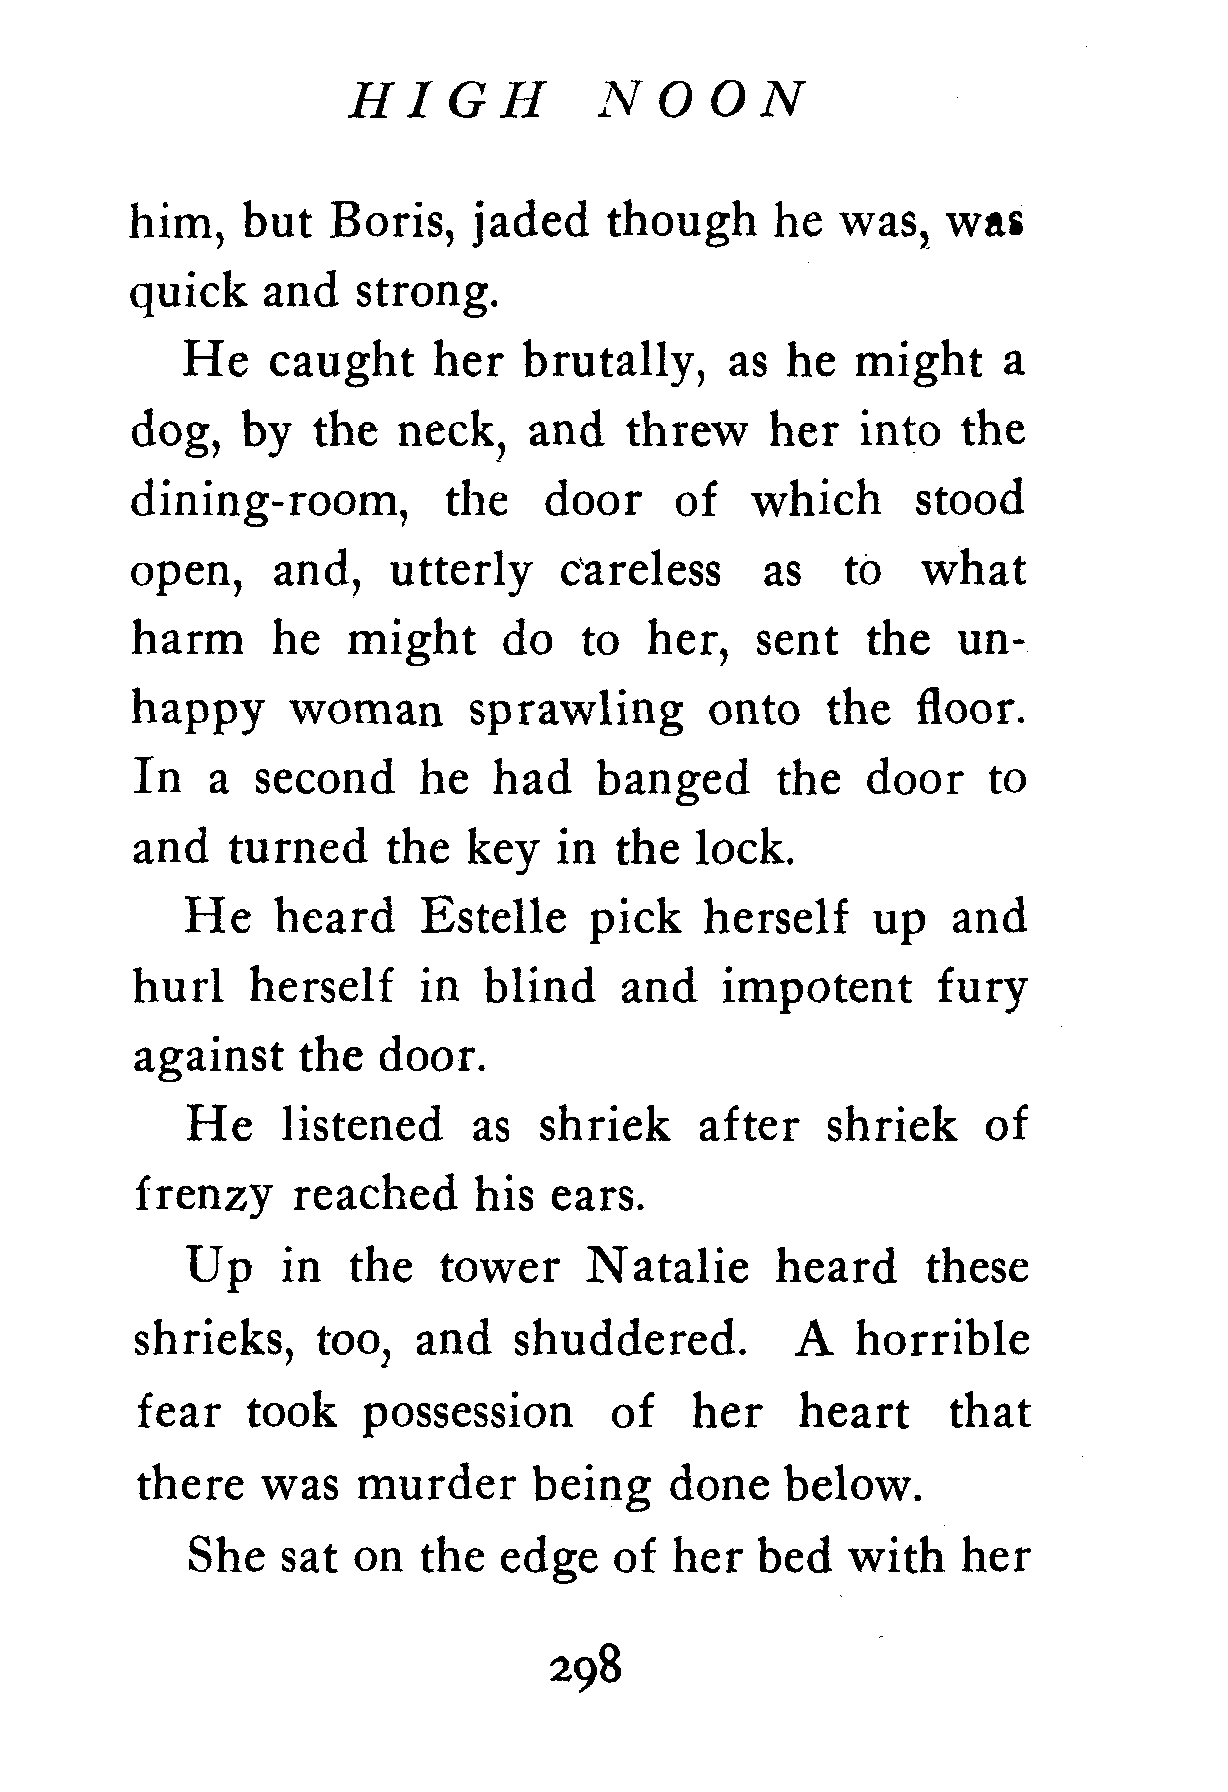 HIGH NOON
him, but Boris, jaded though he was, was
quick and strong.
He caught her brutally, as he might a
dog, by the neck, and threw her into the
dining-room, the door of which stood
open, and, utterly careless as to what
harm he might do to her, sent the un-
happy woman sprawling onto the floor.
In a second he had banged the door to
and turned the key in the lock.
He heard Estelle pick herself up and
hurl herself in blind and impotent fury
against the door.
He listened as shriek after shriek of
frenzy reached his ears.
Up in the tower Natalie heard these
shrieks, too, and shuddered. A horrible
fear took possession of her heart that
there was murder being done below.
She sat on the edge of her bed with her
298